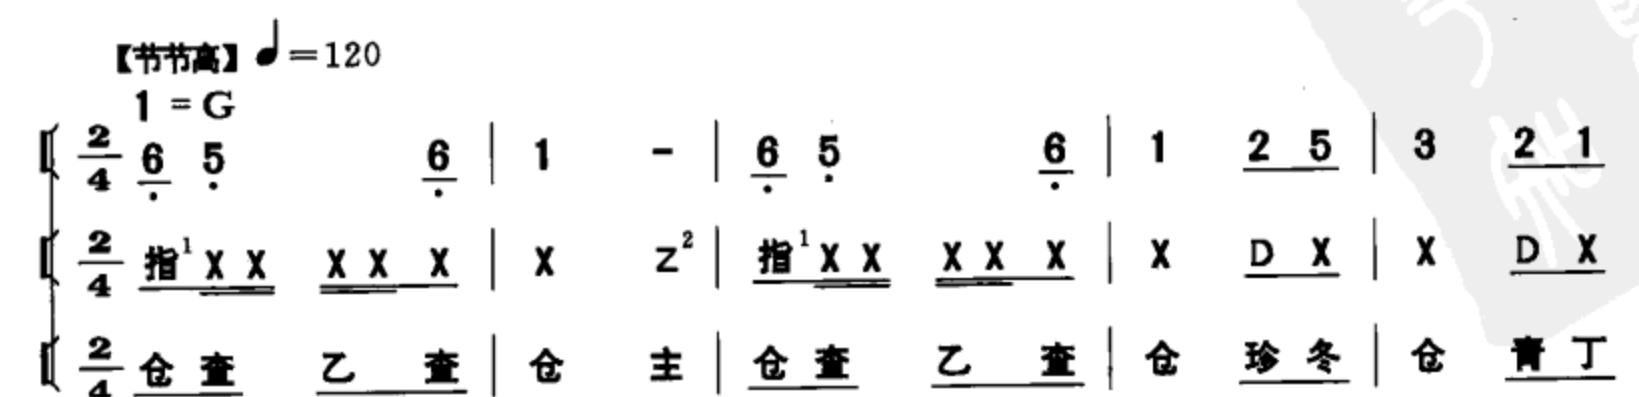 【节节高】 ♩=120
1=G
2/4 6 5 6 | 1 - | 6 5 6 | 1 2 5 | 3 2 1
2/4 指1 X X X X X | X Z2 | 指1 X X X X X | X D X | X D X
2/4 仓 查 乙 查 | 仓 主 | 仓 查 乙 查 | 仓 珍 冬 | 仓 青 丁